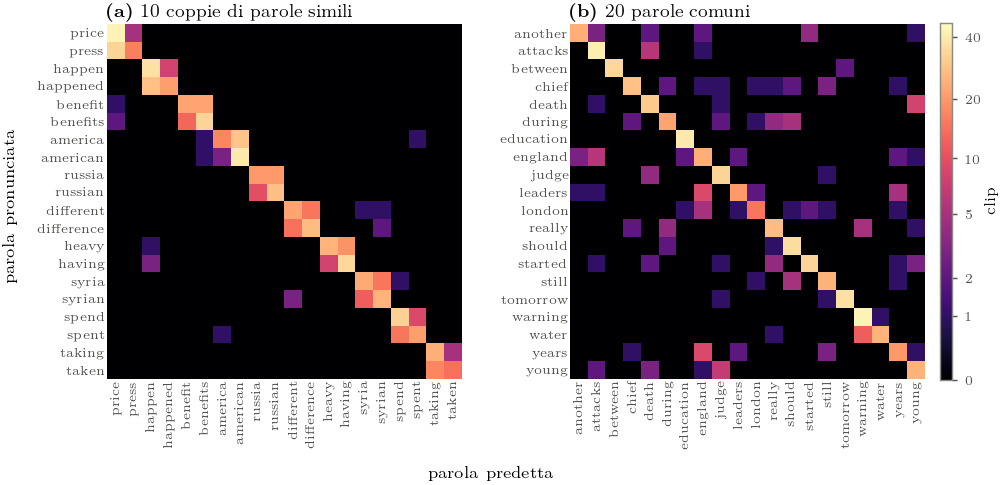 (a) 10 coppie di parole simili
(b) 20 parole comuni
parola pronunciata
price
press
happen
happened
benefit
benefits
america
american
russia
russian
different
difference
heavy
having
syria
syrian
spend
spent
taking
taken
price
press
happen
happened
benefit
benefits
america
american
russia
russian
different
difference
heavy
having
syria
syrian
spend
spent
taking
taken
another
attacks
between
chief
death
during
education
england
judge
leaders
london
really
should
started
still
tomorrow
warning
water
years
young
another
attacks
between
chief
death
during
education
england
judge
leaders
london
really
should
started
still
tomorrow
warning
water
years
young
40
20
10
5
2
1
0
clip
parola predetta